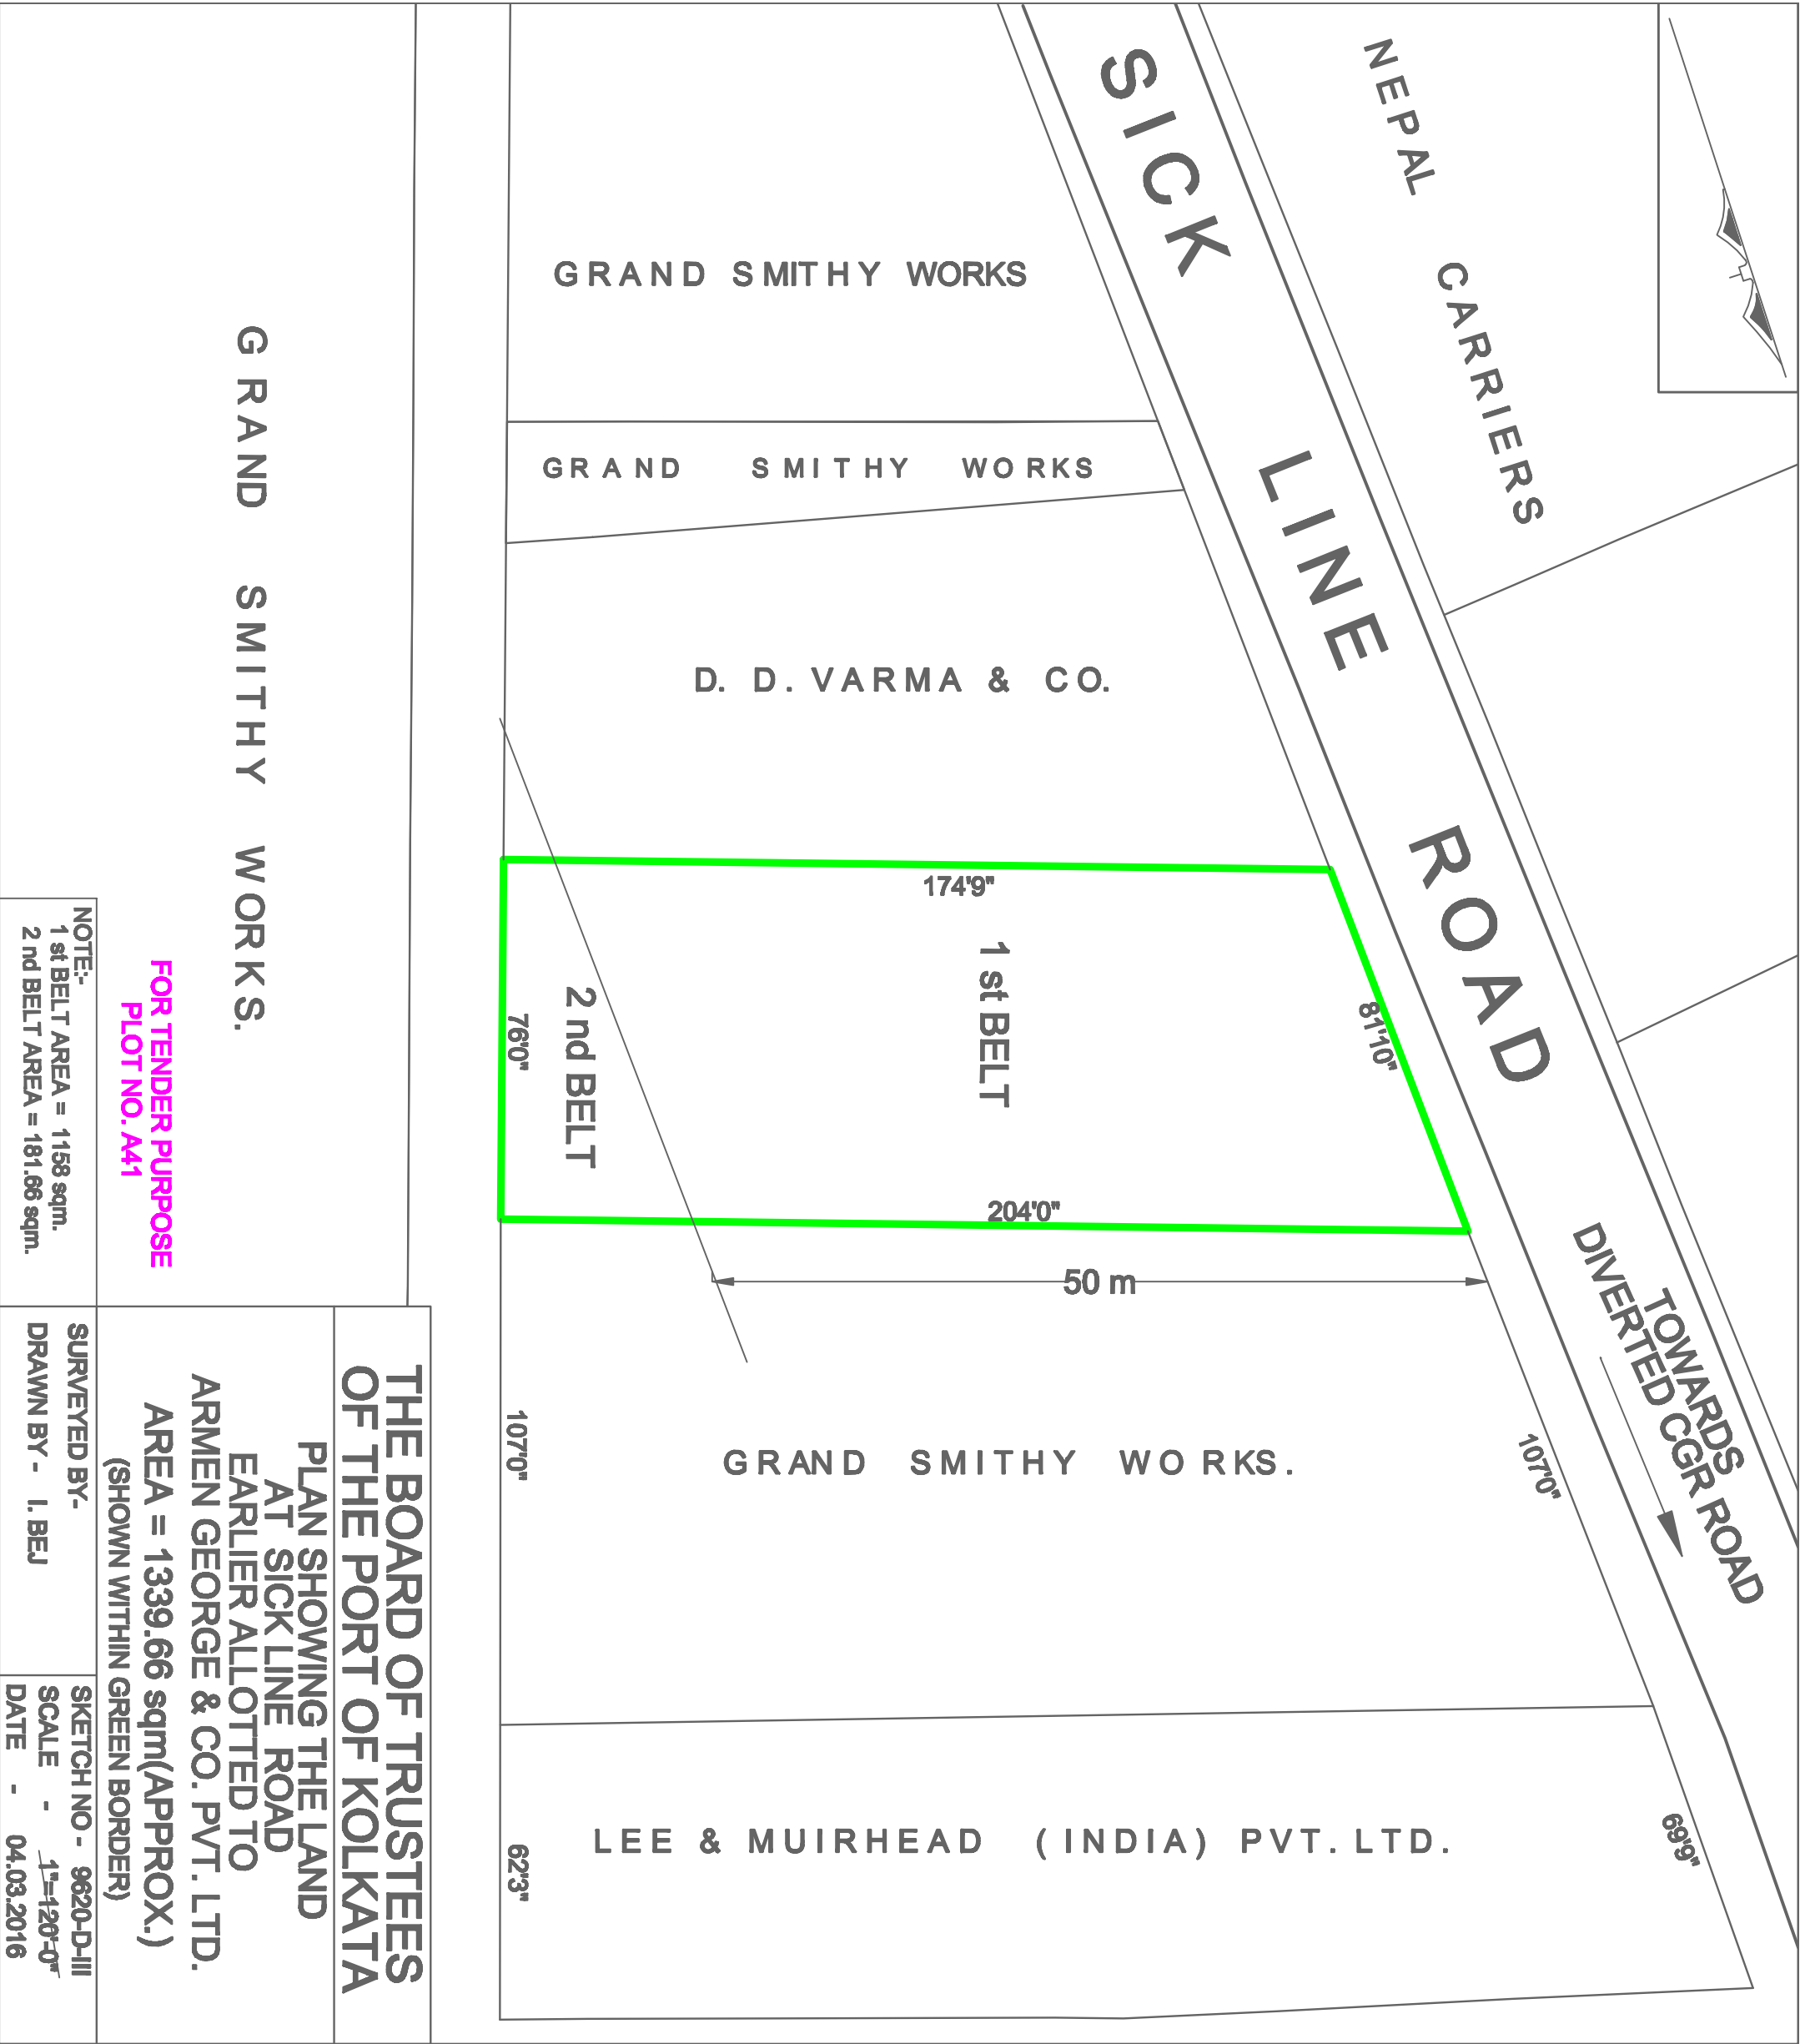 NEPAL CARRIERS
SICK LINE ROAD
TOWARDS
DIVERTED CGR ROAD
GRAND SMITHY WORKS
GRAND SMITHY WORKS
D. D. VARMA & CO.
174'9"
1 st BELT
81'10"
2 nd BELT
76'0"
204'0"
50 m
GRAND SMITHY WORKS.
107'0"
107'0"
LEE & MUIRHEAD (INDIA) PVT. LTD.
69'9"
62'3"
GRAND SMITHY WORKS.
FOR TENDER PURPOSE
PLOT NO. A41
NOTE:-
1 st BELT AREA = 1158 sqm.
2 nd BELT AREA = 181.66 sqm.
THE BOARD OF TRUSTEES
OF THE PORT OF KOLKATA
PLAN SHOWING THE LAND
AT SICK LINE ROAD
EARLIER ALLOTTED TO
ARMEN GEORGE & CO. PVT. LTD.
AREA = 1339.66 sqm(APPROX.)
(SHOWN WITHIN GREEN BORDER)
SURVEYED BY-
DRAWN BY - I. BEJ
SKETCH NO - 9620-D-III
SCALE - 1"=120'-0"
DATE - 04.03.2016